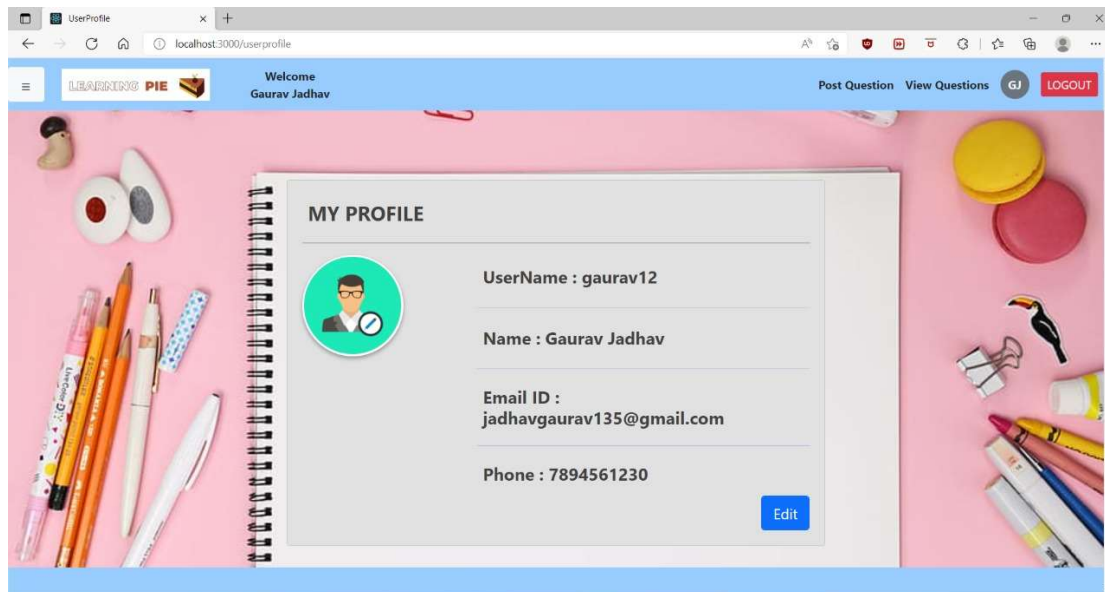 UserProfile
localhost:3000/userprofile
LEARNING PIE
Welcome
Gaurav Jadhav
Post Question View Questions GJ LOGOUT
MY PROFILE
UserName : gaurav12
Name : Gaurav Jadhav
Email ID :
jadhavgaurav135@gmail.com
Phone : 7894561230
Edit